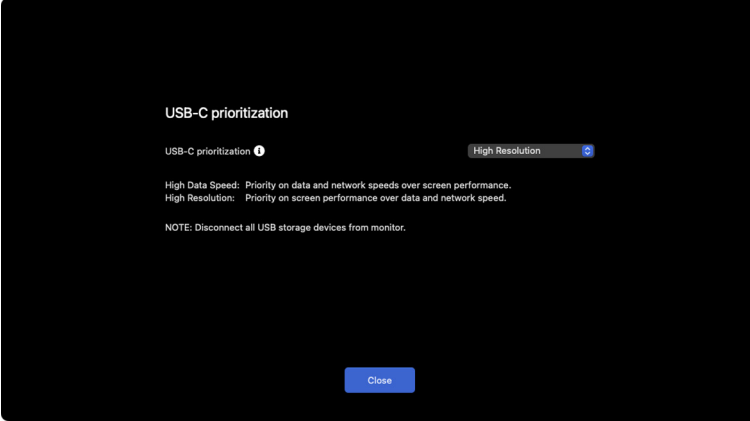 USB-C prioritization
USB-C prioritization
High Resolution
High Data Speed: Priority on data and network speeds over screen performance.
High Resolution: Priority on screen performance over data and network speed.
NOTE: Disconnect all USB storage devices from monitor.
Close